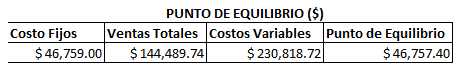 PUNTO DE EQUILIBRIO ($)
Costo Fijos Ventas Totales Costos Variables Punto de Equilibrio
$ 46,759.00 $ 144,489.74 $ 230,818.72 $ 46,757.40